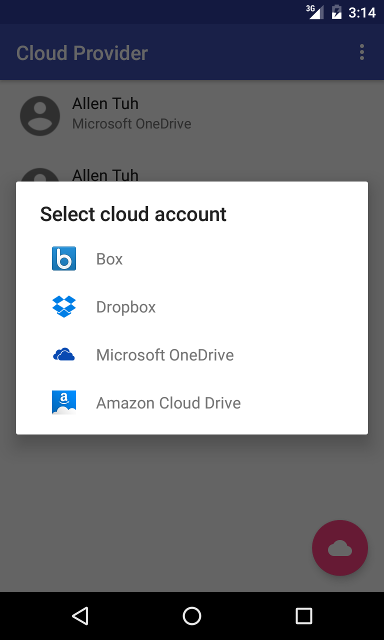 3G 3:14
Cloud Provider
Allen Tuh
Microsoft OneDrive
Allen Tuh
Select cloud account
Box
Dropbox
Microsoft OneDrive
Amazon Cloud Drive